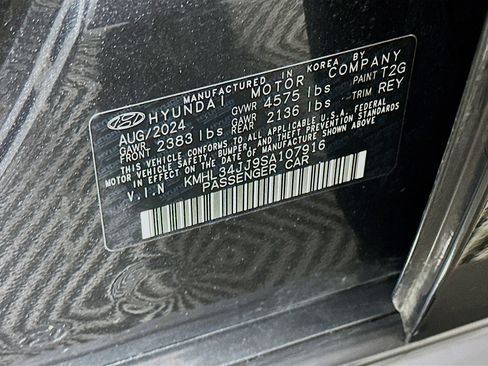 MANUFACTURED IN KOREA BY
HYUNDAI MOTOR COMPANY
AUG/2024 GVWR 4575 lbs PAINT T2G
GAWR FRONT 2383 lbs GAWR REAR 2136 lbs TRIM REY
THIS VEHICLE CONFORMS TO ALL APPLICABLE U.S.A. FEDERAL
MOTOR VEHICLE SAFETY, BUMPER, AND THEFT PREVENTION STANDARDS
IN EFFECT ON THE DATE OF MANUFACTURE SHOWN ABOVE.
V.I.N KMHL34JJ9SA107916
PASSENGER CAR